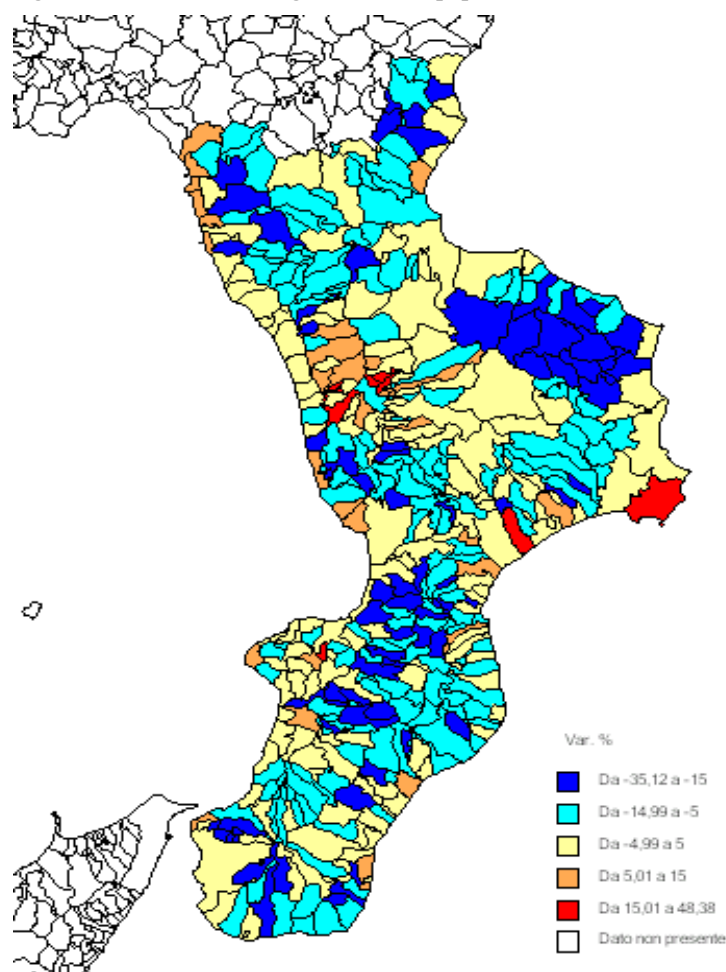 Var. %
Da -35,12 a -15
Da -14,99 a -5
Da -4,99 a 5
Da 5,01 a 15
Da 15,01 a 48,38
Dato non presente